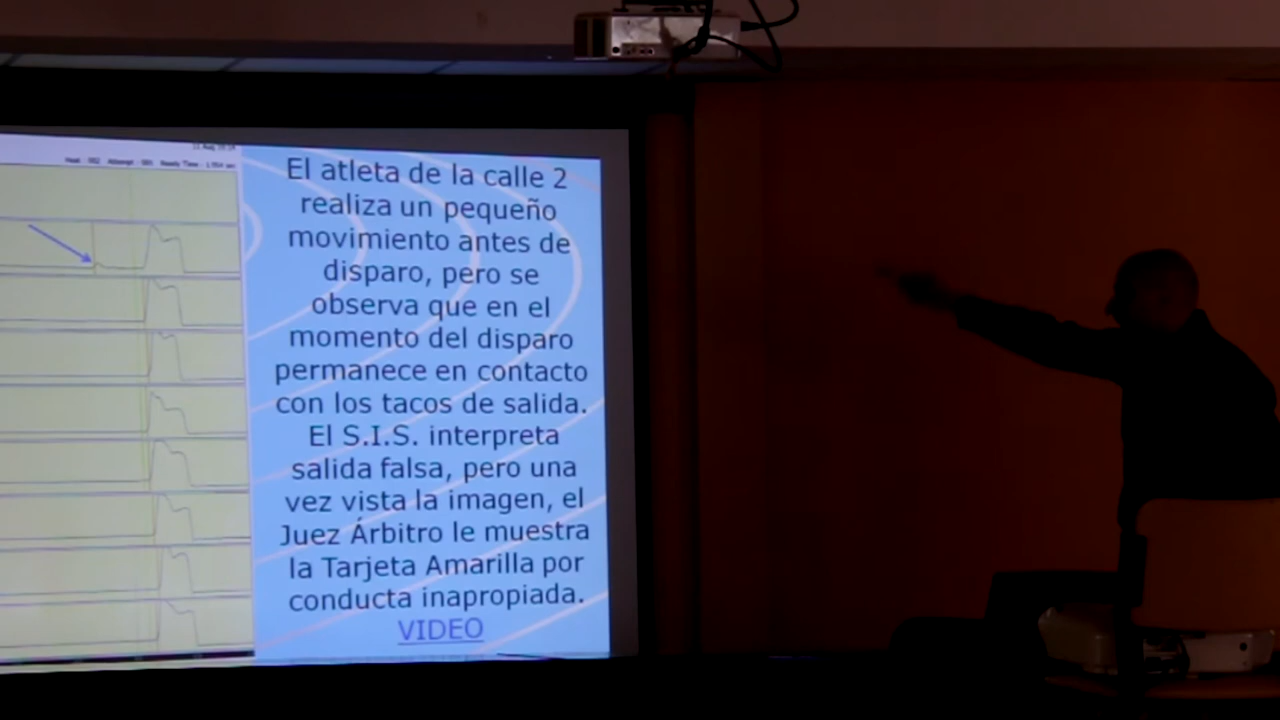 El atleta de la calle 2
realiza un pequeño
movimiento antes de
disparo, pero se
observa que en el
momento del disparo
permanece en contacto
con los tacos de salida.
El S.I.S. interpreta
salida falsa, pero una
vez vista la imagen, el
Juez Árbitro le muestra
la Tarjeta Amarilla por
conducta inapropiada.
VIDEO